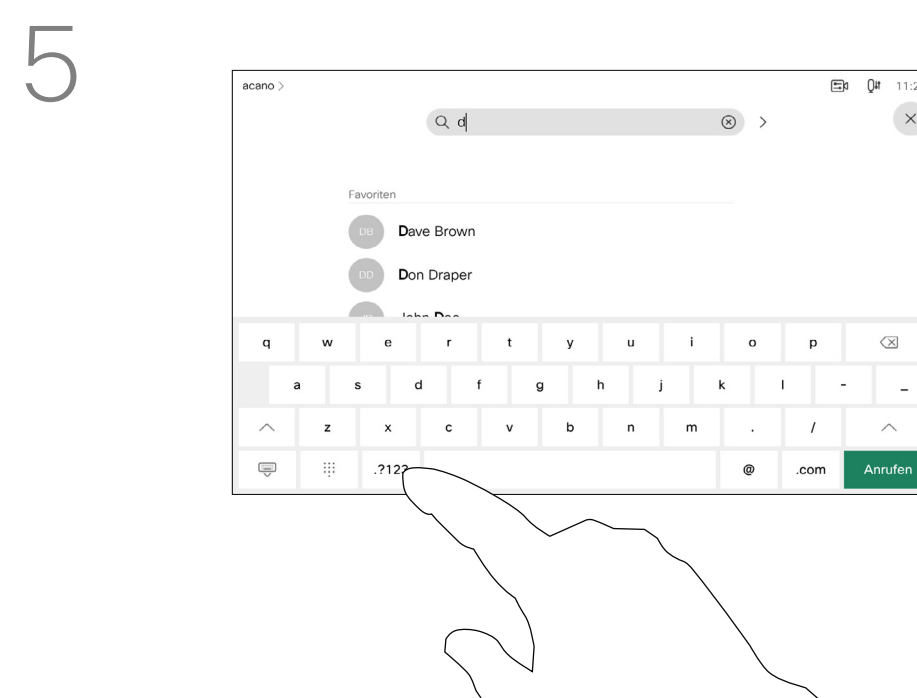 5
acano >
11:2
d
Favoriten
DB Dave Brown
DD Don Draper
q w e r t y u i o p
a s d f g h j k l - _
z x c v b n m . /
.?123 @ .com Anrufen